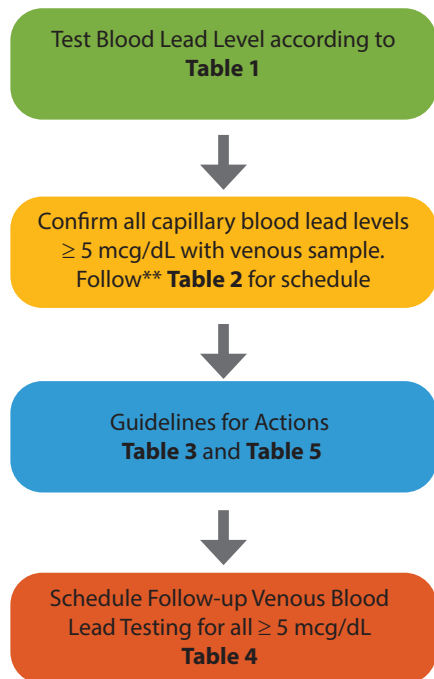 Test Blood Lead Level according to
Table 1
Confirm all capillary blood lead levels
≥ 5 mcg/dL with venous sample.
Follow** Table 2 for schedule
Guidelines for Actions
Table 3 and Table 5
Schedule Follow-up Venous Blood
Lead Testing for all ≥ 5 mcg/dL
Table 4